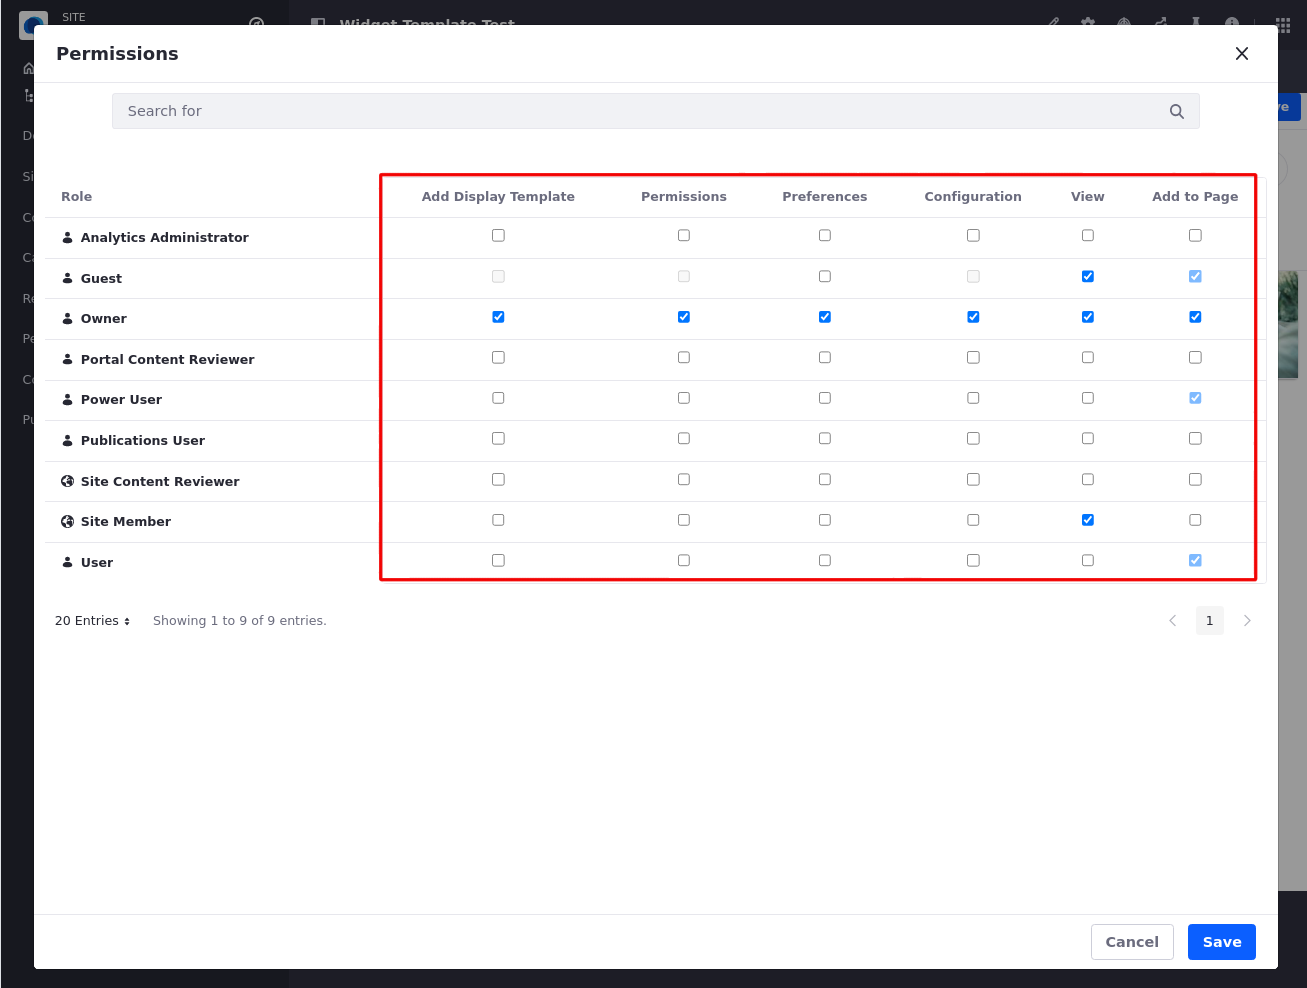 SITE
Widget Template Test
Permissions
Search for
Role Add Display Template Permissions Preferences Configuration View Add to Page
Analytics Administrator
Guest
Owner
Portal Content Reviewer
Power User
Publications User
Site Content Reviewer
Site Member
User
20 Entries Showing 1 to 9 of 9 entries. 1
Cancel Save